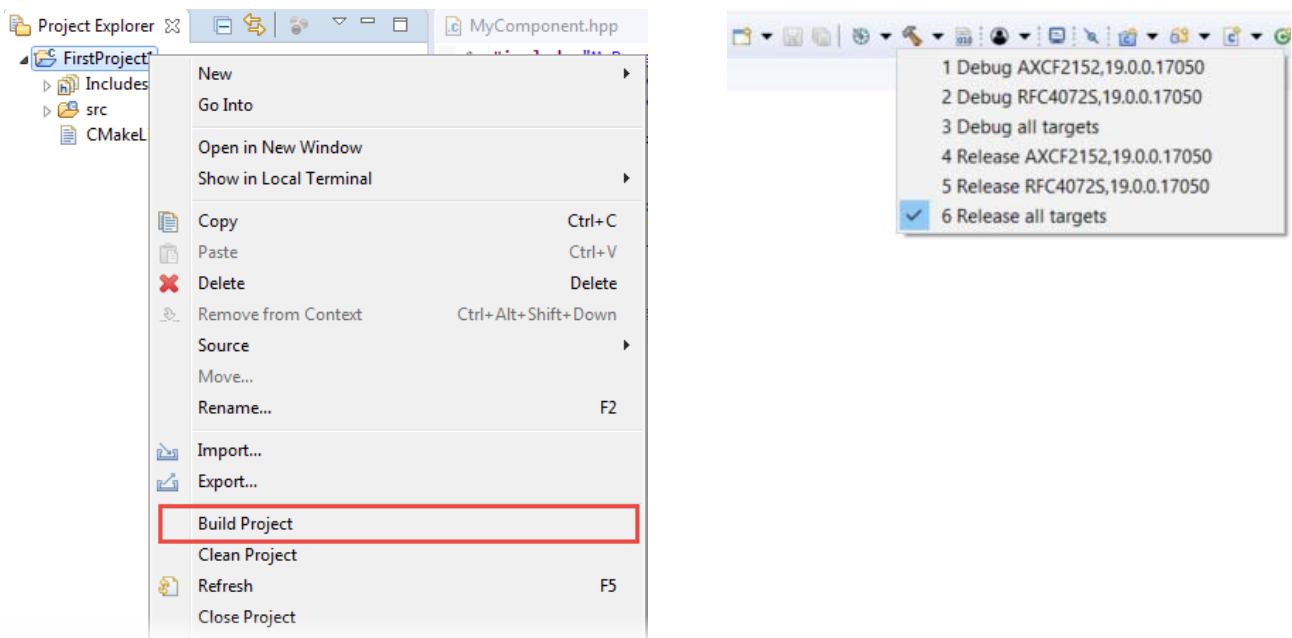 Project Explorer
MyComponent.hpp
FirstProject1
Includes
src
CMakeL
New
Go Into
Open in New Window
Show in Local Terminal
Copy Ctrl+C
Paste Ctrl+V
Delete Delete
Remove from Context Ctrl+Alt+Shift+Down
Source
Move...
Rename... F2
Import...
Export...
Build Project
Clean Project
Refresh F5
Close Project
1 Debug AXCF2152,19.0.0.17050
2 Debug RFC4072S,19.0.0.17050
3 Debug all targets
4 Release AXCF2152,19.0.0.17050
5 Release RFC4072S,19.0.0.17050
6 Release all targets